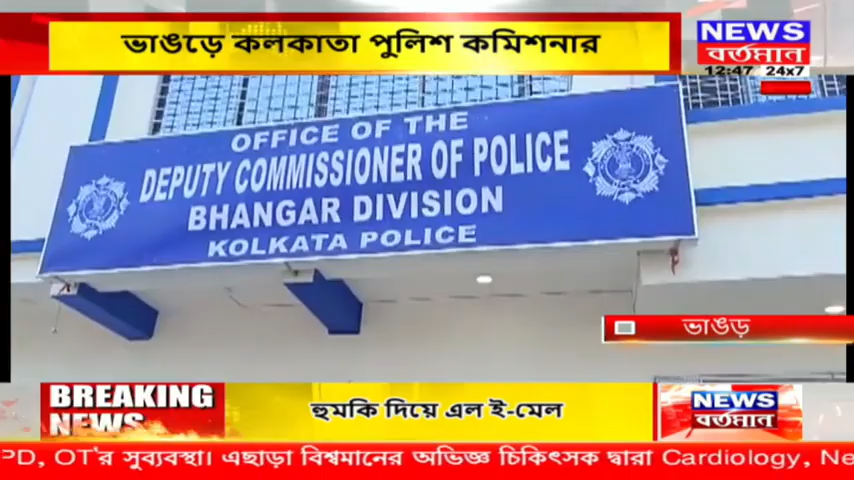 ভাঙড়ে কলকাতা পুলিশ কমিশনার
NEWS
বর্তমান
12:47 24x7
OFFICE OF THE
DEPUTY COMMISSIONER OF POLICE
BHANGAR DIVISION
KOLKATA POLICE
ভাঙড়
BREAKING
NEWS
হুমকি দিয়ে এল ই-মেল
NEWS
বর্তমান
PD, OT'র সুব্যবস্থা। এছাড়া বিশ্বমানের অভিজ্ঞ চিকিৎসক দ্বারা Cardiology, Ne